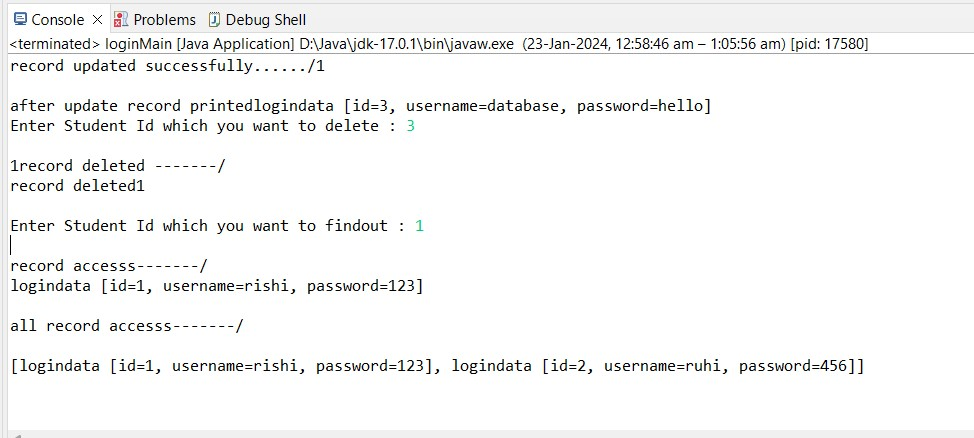 Console Problems Debug Shell
<terminated> loginMain [Java Application] D:\Java\jdk-17.0.1\bin\javaw.exe (23-Jan-2024, 12:58:46 am – 1:05:56 am) [pid: 17580]
record updated successfully....../1
after update record printedlogindata [id=3, username=database, password=hello]
Enter Student Id which you want to delete : 3
1record deleted -------/
record deleted1
Enter Student Id which you want to findout : 1
record accesss-------/
logindata [id=1, username=rishi, password=123]
all record accesss-------/
[logindata [id=1, username=rishi, password=123], logindata [id=2, username=ruhi, password=456]]